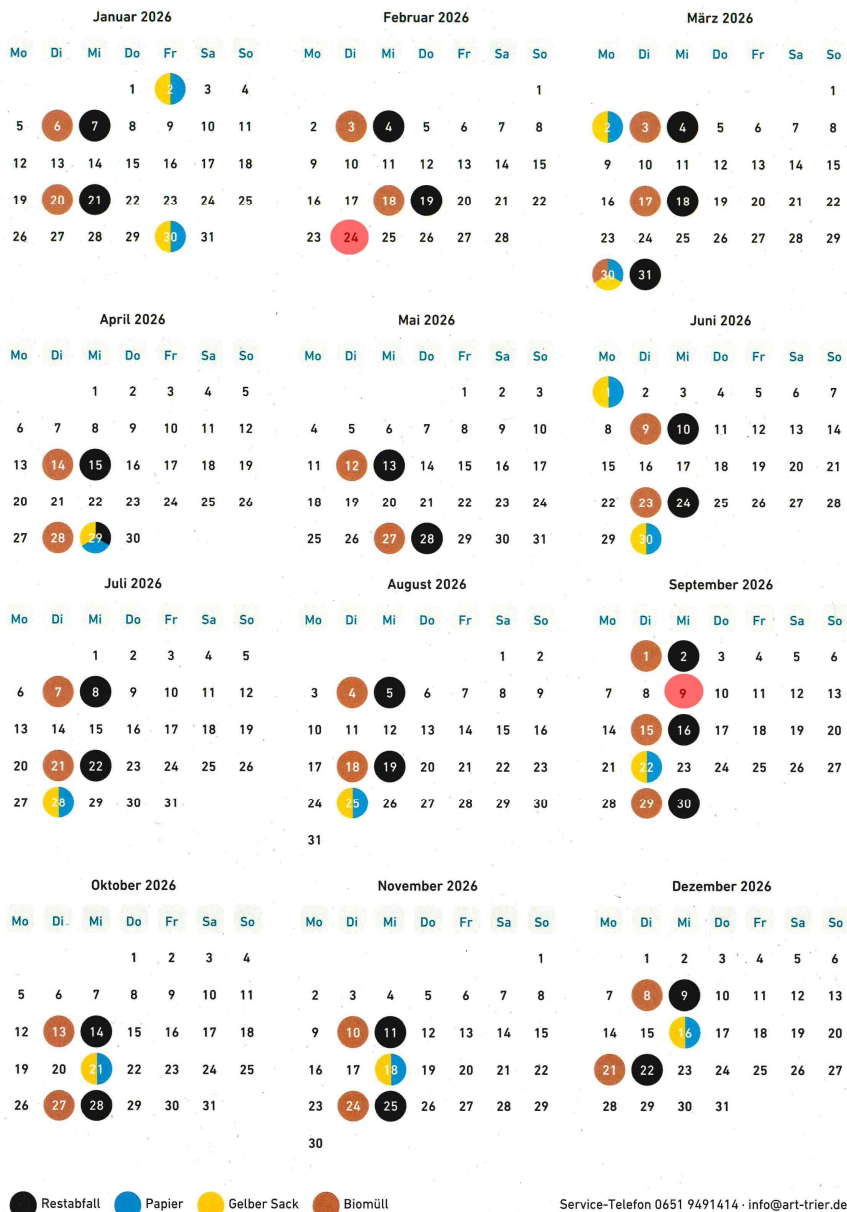 Januar 2026
Mo Di Mi Do Fr Sa So
1 2 3 4
5 6 7 8 9 10 11
12 13 14 15 16 17 18
19 20 21 22 23 24 25
26 27 28 29 30 31
Februar 2026
Mo Di Mi Do Fr Sa So
1
2 3 4 5 6 7 8
9 10 11 12 13 14 15
16 17 18 19 20 21 22
23 24 25 26 27 28
März 2026
Mo Di Mi Do Fr Sa So
1
2 3 4 5 6 7 8
9 10 11 12 13 14 15
16 17 18 19 20 21 22
23 24 25 26 27 28 29
30 31
April 2026
Mo Di Mi Do Fr Sa So
1 2 3 4 5
6 7 8 9 10 11 12
13 14 15 16 17 18 19
20 21 22 23 24 25 26
27 28 29 30
Mai 2026
Mo Di Mi Do Fr Sa So
1 2 3
4 5 6 7 8 9 10
11 12 13 14 15 16 17
18 19 20 21 22 23 24
25 26 27 28 29 30 31
Juni 2026
Mo Di Mi Do Fr Sa So
1 2 3 4 5 6 7
8 9 10 11 12 13 14
15 16 17 18 19 20 21
22 23 24 25 26 27 28
29 30
Juli 2026
Mo Di Mi Do Fr Sa So
1 2 3 4 5
6 7 8 9 10 11 12
13 14 15 16 17 18 19
20 21 22 23 24 25 26
27 28 29 30 31
August 2026
Mo Di Mi Do Fr Sa So
1 2
3 4 5 6 7 8 9
10 11 12 13 14 15 16
17 18 19 20 21 22 23
24 25 26 27 28 29 30
31
September 2026
Mo Di Mi Do Fr Sa So
1 2 3 4 5 6
7 8 9 10 11 12 13
14 15 16 17 18 19 20
21 22 23 24 25 26 27
28 29 30
Oktober 2026
Mo Di Mi Do Fr Sa So
1 2 3 4
5 6 7 8 9 10 11
12 13 14 15 16 17 18
19 20 21 22 23 24 25
26 27 28 29 30 31
November 2026
Mo Di Mi Do Fr Sa So
1
2 3 4 5 6 7 8
9 10 11 12 13 14 15
16 17 18 19 20 21 22
23 24 25 26 27 28 29
30
Dezember 2026
Mo Di Mi Do Fr Sa So
1 2 3 4 5 6
7 8 9 10 11 12 13
14 15 16 17 18 19 20
21 22 23 24 25 26 27
28 29 30 31
Restabfall Papier Gelber Sack Biomüll Service-Telefon 0651 9491414 · info@art-trier.de